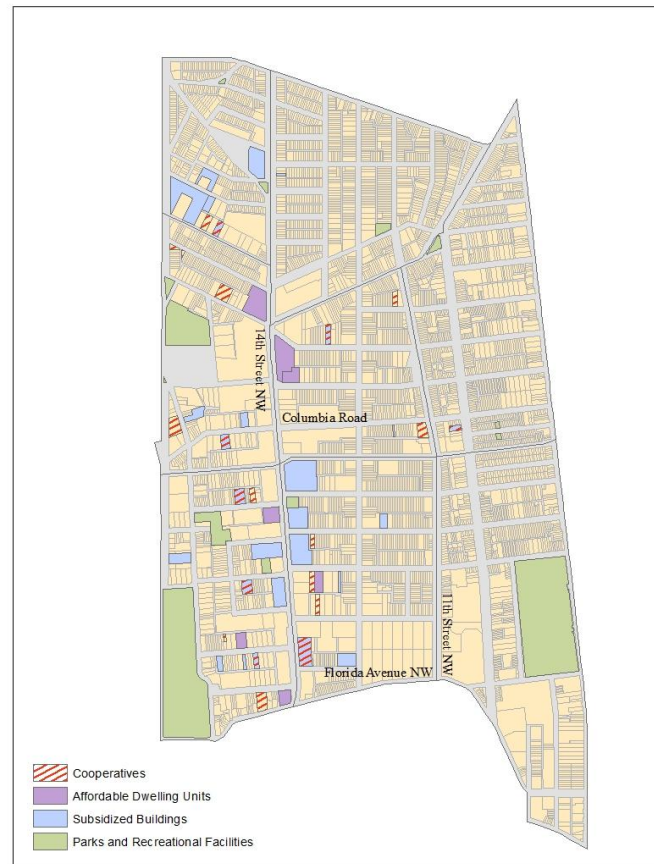 14th Street NW
Columbia Road
11th Street NW
Florida Avenue NW
Cooperatives
Affordable Dwelling Units
Subsidized Buildings
Parks and Recreational Facilities